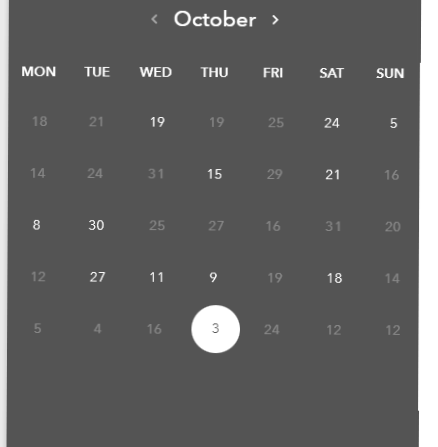 ‹ October ›
MON TUE WED THU FRI SAT SUN
18 21 19 19 25 24 5
14 24 31 15 29 21 16
8 30 25 27 16 31 20
12 27 11 9 19 18 14
5 4 16 3 24 12 12